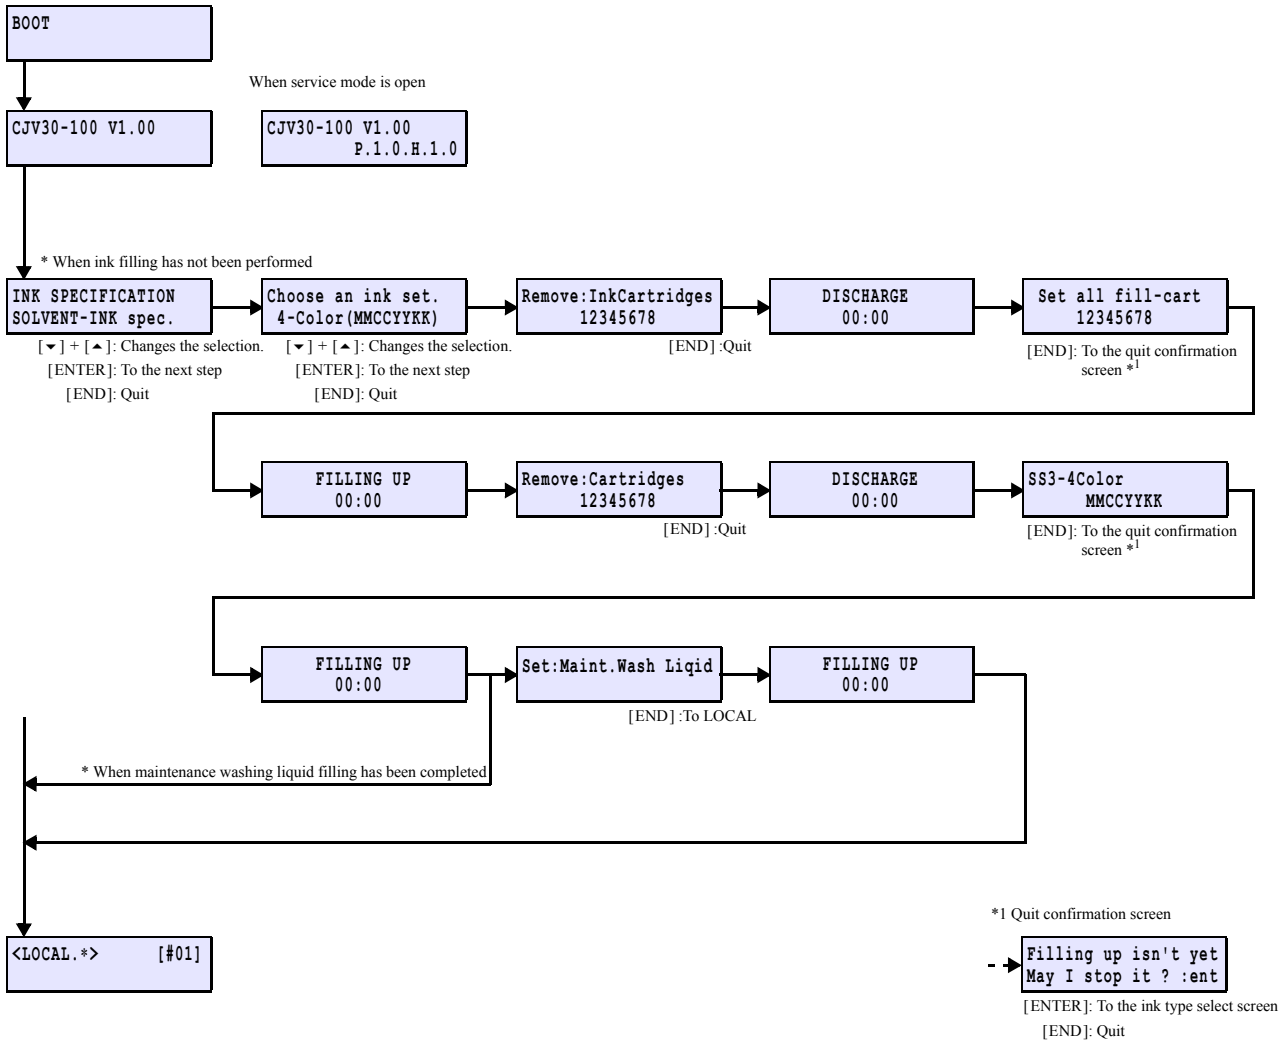 BOOT
When service mode is open
CJV30-100 V1.00
CJV30-100 V1.00
P.1.0.H.1.0
* When ink filling has not been performed
INK SPECIFICATION
SOLVENT-INK spec.
[▼] + [▲]: Changes the selection.
[ENTER]: To the next step
[END]: Quit
Choose an ink set.
4-Color(MMCCYYKK)
[▼] + [▲]: Changes the selection.
[ENTER]: To the next step
[END]: Quit
Remove:InkCartridges
12345678
[END] :Quit
DISCHARGE
00:00
Set all fill-cart
12345678
[END]: To the quit confirmation
screen *1
FILLING UP
00:00
Remove:Cartridges
12345678
[END] :Quit
DISCHARGE
00:00
SS3-4Color
MMCCYYKK
[END]: To the quit confirmation
screen *1
FILLING UP
00:00
Set:Maint.Wash Liqid
[END] :To LOCAL
FILLING UP
00:00
* When maintenance washing liquid filling has been completed
<LOCAL.*> [#01]
*1 Quit confirmation screen
Filling up isn't yet
May I stop it ? :ent
[ENTER]: To the ink type select screen
[END]: Quit